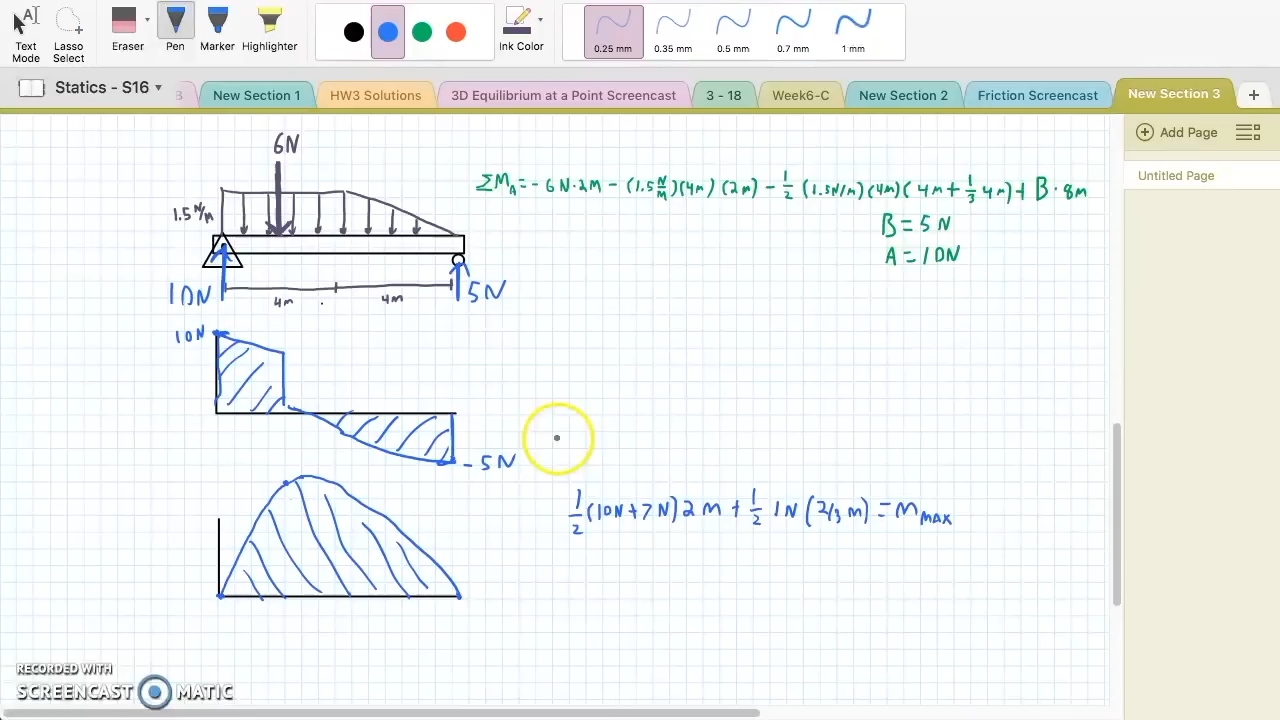 Text Mode
Lasso Select
Eraser
Pen
Marker
Highlighter
Ink Color
0.25 mm
0.35 mm
0.5 mm
0.7 mm
1 mm
Statics - S16
B
New Section 1
HW3 Solutions
3D Equilibrium at a Point Screencast
3 - 18
Week6-C
New Section 2
Friction Screencast
New Section 3
Add Page
Untitled Page
6N
1.5 N/m
ΣM_A = - 6N·2m - (1.5 N/M)(4m)(2m) - 1/2 (1.5N/m)(4m)(4m + 1/3 4m) + B·8m
B = 5N
A = 10N
10N
5N
4m
4m
10N
- 5N
1/2 (10N + 7N) 2m + 1/2 1N (2/3 m) = M MAX
RECORDED WITH
SCREENCAST MATIC